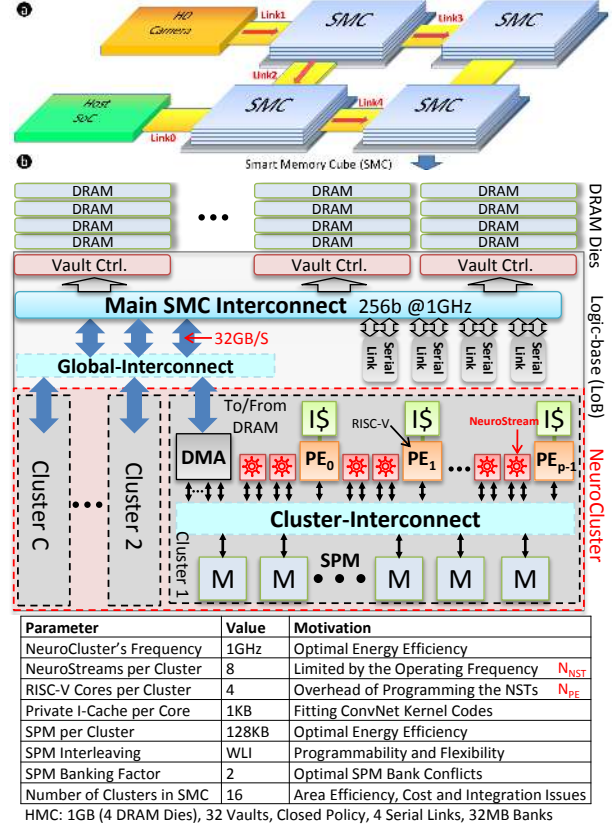 a
HD
Camera
Link1
SMC
Link3
SMC
Link2
Host
SoC
Link0
SMC
Link4
SMC
b
Smart Memory Cube (SMC)
DRAM DRAM DRAM
DRAM DRAM DRAM
DRAM DRAM DRAM
DRAM DRAM DRAM
DRAM Dies
Vault Ctrl. Vault Ctrl. Vault Ctrl.
Main SMC Interconnect 256b @1GHz
Logic-base (LoB)
32GB/S
Serial Link Serial Link Serial Link Serial Link
Global-Interconnect
To/From
DRAM
I$ RISC-V I$ NeuroStream I$
DMA PE0 PE1 PEp-1
NeuroCluster
Cluster C
Cluster 2
Cluster 1
Cluster-Interconnect
SPM
M M M M M
Parameter Value Motivation
NeuroCluster's Frequency 1GHz Optimal Energy Efficiency
NeuroStreams per Cluster 8 Limited by the Operating Frequency NNST
RISC-V Cores per Cluster 4 Overhead of Programming the NSTs NPE
Private I-Cache per Core 1KB Fitting ConvNet Kernel Codes
SPM per Cluster 128KB Optimal Energy Efficiency
SPM Interleaving WLI Programmability and Flexibility
SPM Banking Factor 2 Optimal SPM Bank Conflicts
Number of Clusters in SMC 16 Area Efficiency, Cost and Integration Issues
HMC: 1GB (4 DRAM Dies), 32 Vaults, Closed Policy, 4 Serial Links, 32MB Banks